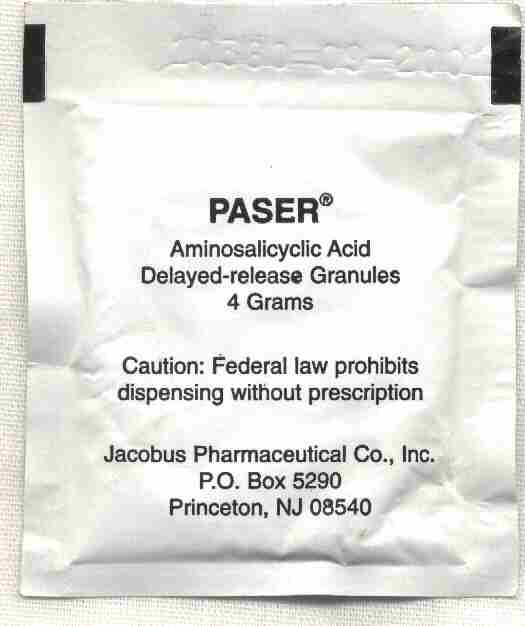 PASER®
Aminosalicyclic Acid
Delayed-release Granules
4 Grams
Caution: Federal law prohibits
dispensing without prescription
Jacobus Pharmaceutical Co., Inc.
P.O. Box 5290
Princeton, NJ 08540